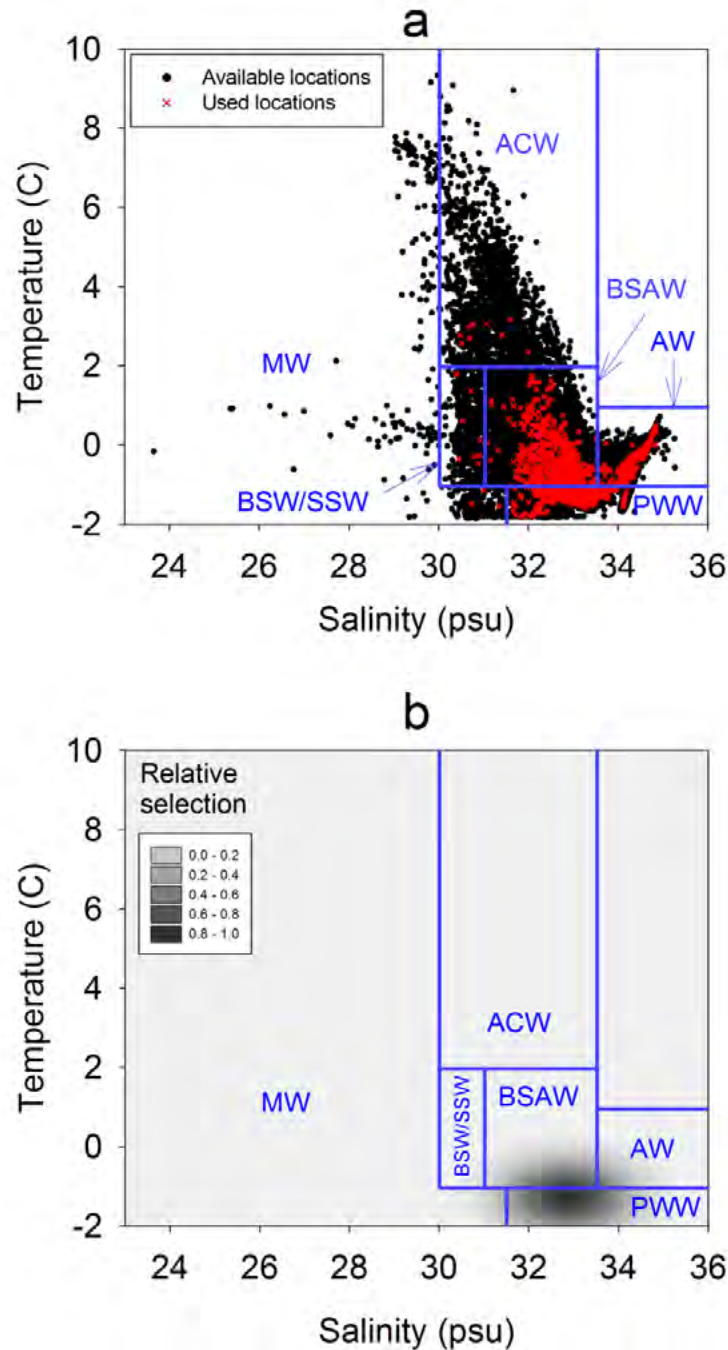 a
Available locations
Used locations
ACW
BSAW
AW
MW
BSW/SSW
PWW
10
8
6
4
2
0
-2
Temperature (C)
24 26 28 30 32 34 36
Salinity (psu)
b
Relative
selection
0.0 - 0.2
0.2 - 0.4
0.4 - 0.6
0.6 - 0.8
0.8 - 1.0
ACW
BSAW
MW
BSW/SSW
AW
PWW
10
8
6
4
2
0
-2
Temperature (C)
24 26 28 30 32 34 36
Salinity (psu)